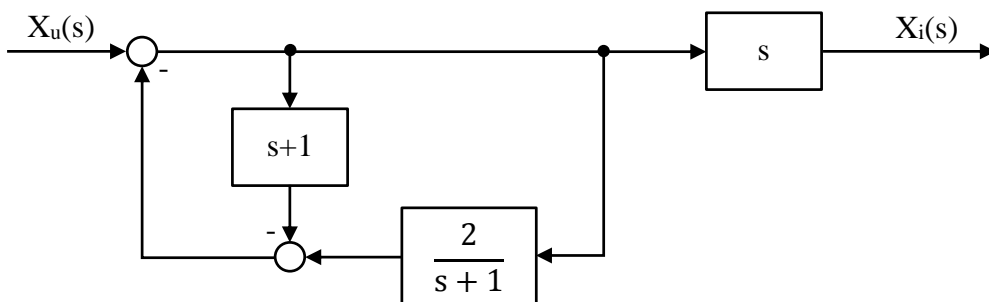 Xᵤ(s)
Xᵢ(s)
-
s
s+1
-
2
s + 1